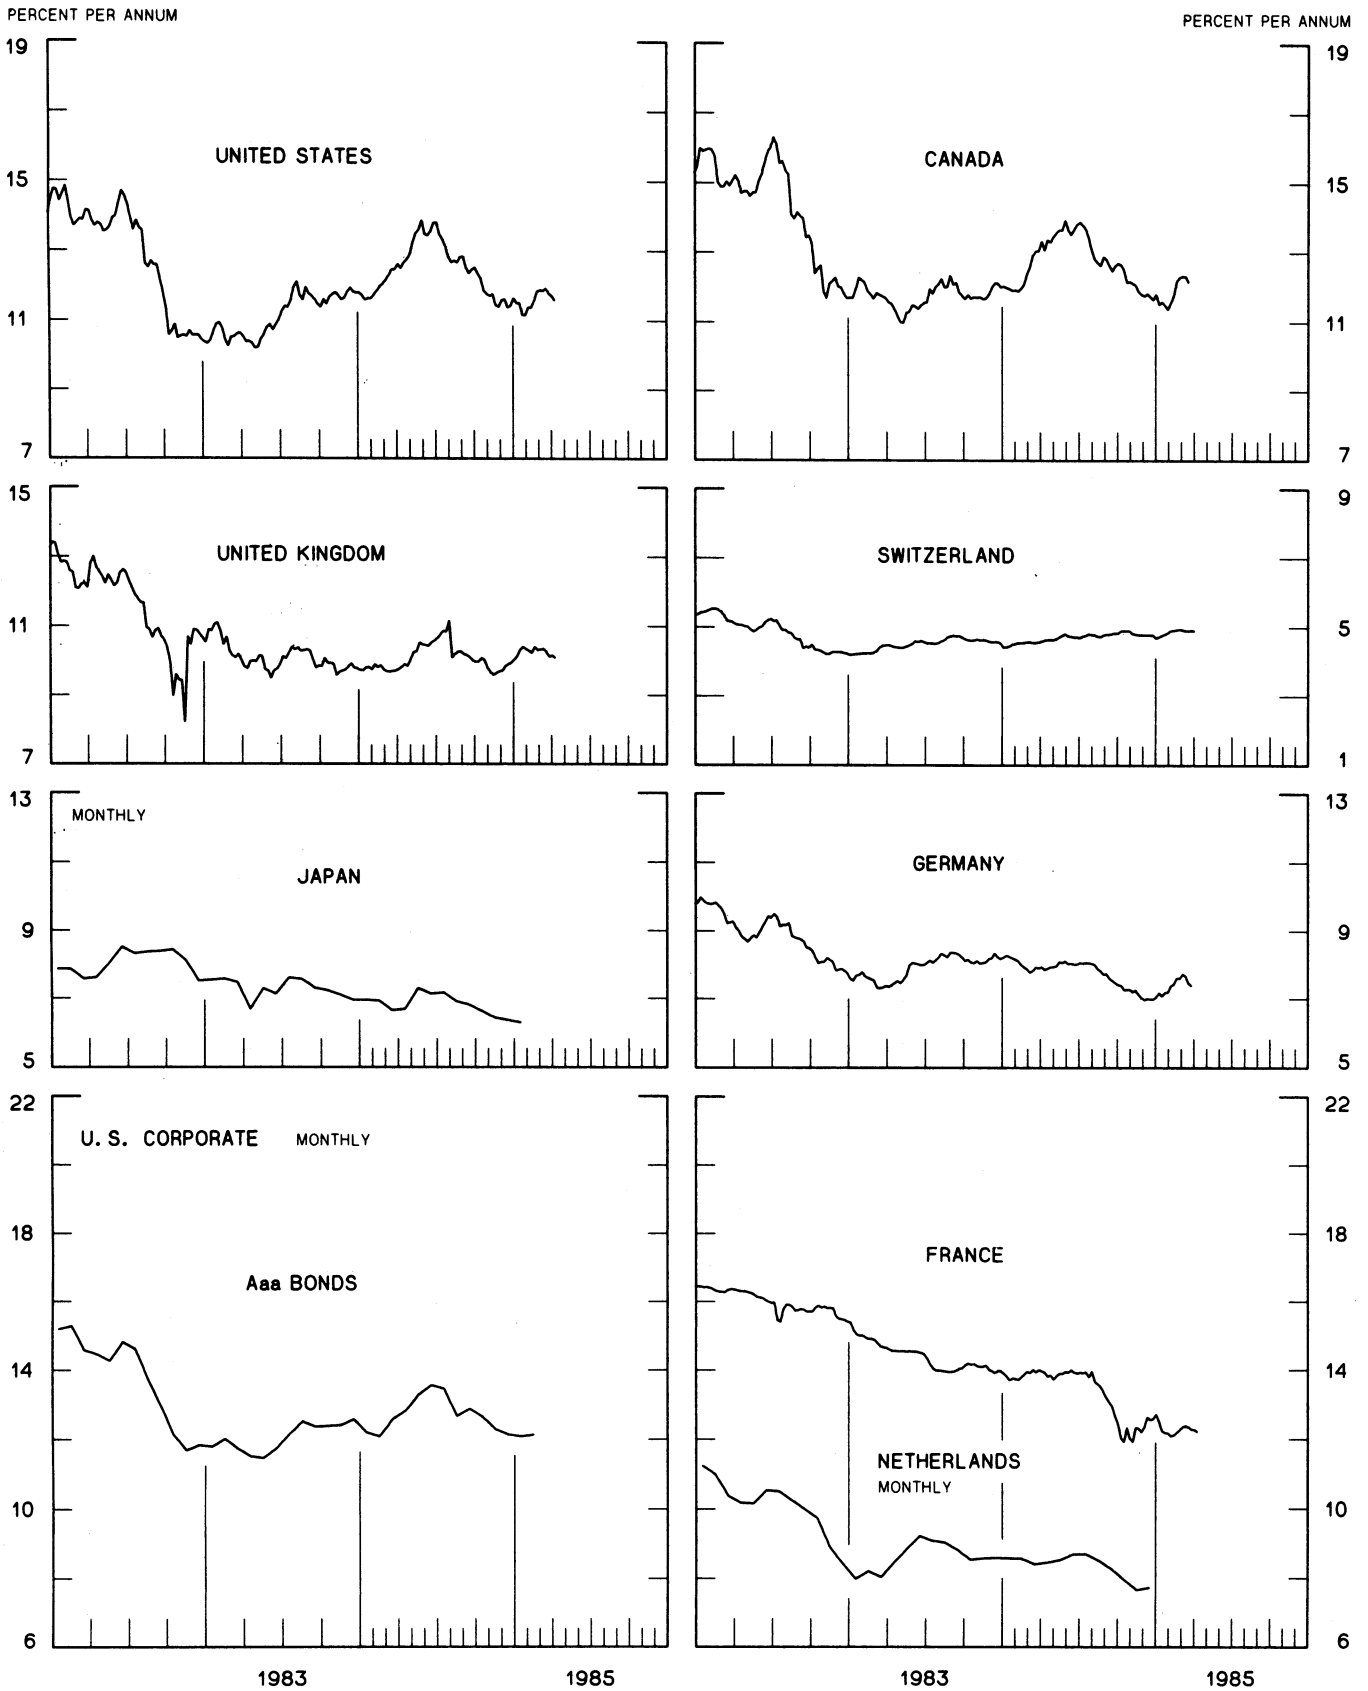 PERCENT PER ANNUM
PERCENT PER ANNUM
19
15
11
7
UNITED STATES
CANADA
19
15
11
7
15
11
7
UNITED KINGDOM
SWITZERLAND
9
5
1
13
9
5
MONTHLY
JAPAN
GERMANY
13
9
5
22
18
14
10
6
U. S. CORPORATE MONTHLY
Aaa BONDS
FRANCE
NETHERLANDS
MONTHLY
22
18
14
10
6
1983 1985
1983 1985